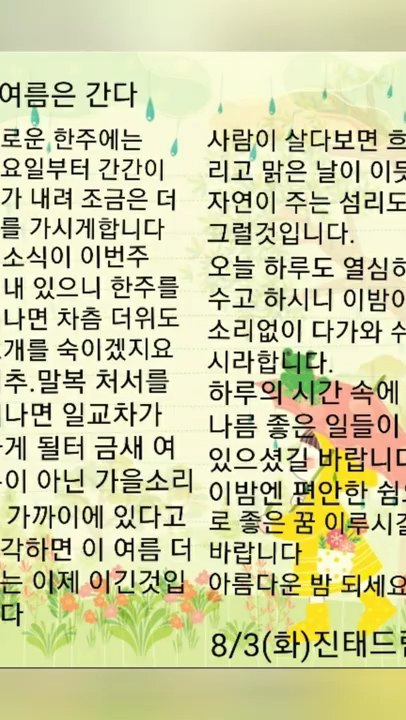 여름은 간다
로운 한주에는
요일부터 간간이
가 내려 조금은 더
를 가시게합니다
소식이 이번주
내 있으니 한주를
나면 차츰 더위도
개를 숙이겠지요
추.말복 처서를
나면 일교차가
게 될터 금새 여
이 아닌 가을소리
가까이에 있다고
각하면 이 여름 더
는 이제 이긴것입
다
사람이 살다보면 흐
리고 맑은 날이 이듯
자연이 주는 섬리도
그럴것입니다.
오늘 하루도 열심히
수고 하시니 이밤이
소리없이 다가와 쉬
시라합니다.
하루의 시간 속에
나름 좋은 일들이
있으셨길 바랍니다
이밤엔 편안한 쉼으
로 좋은 꿈 이루시길
바랍니다
아름다운 밤 되세요
8/3(화)진태드림